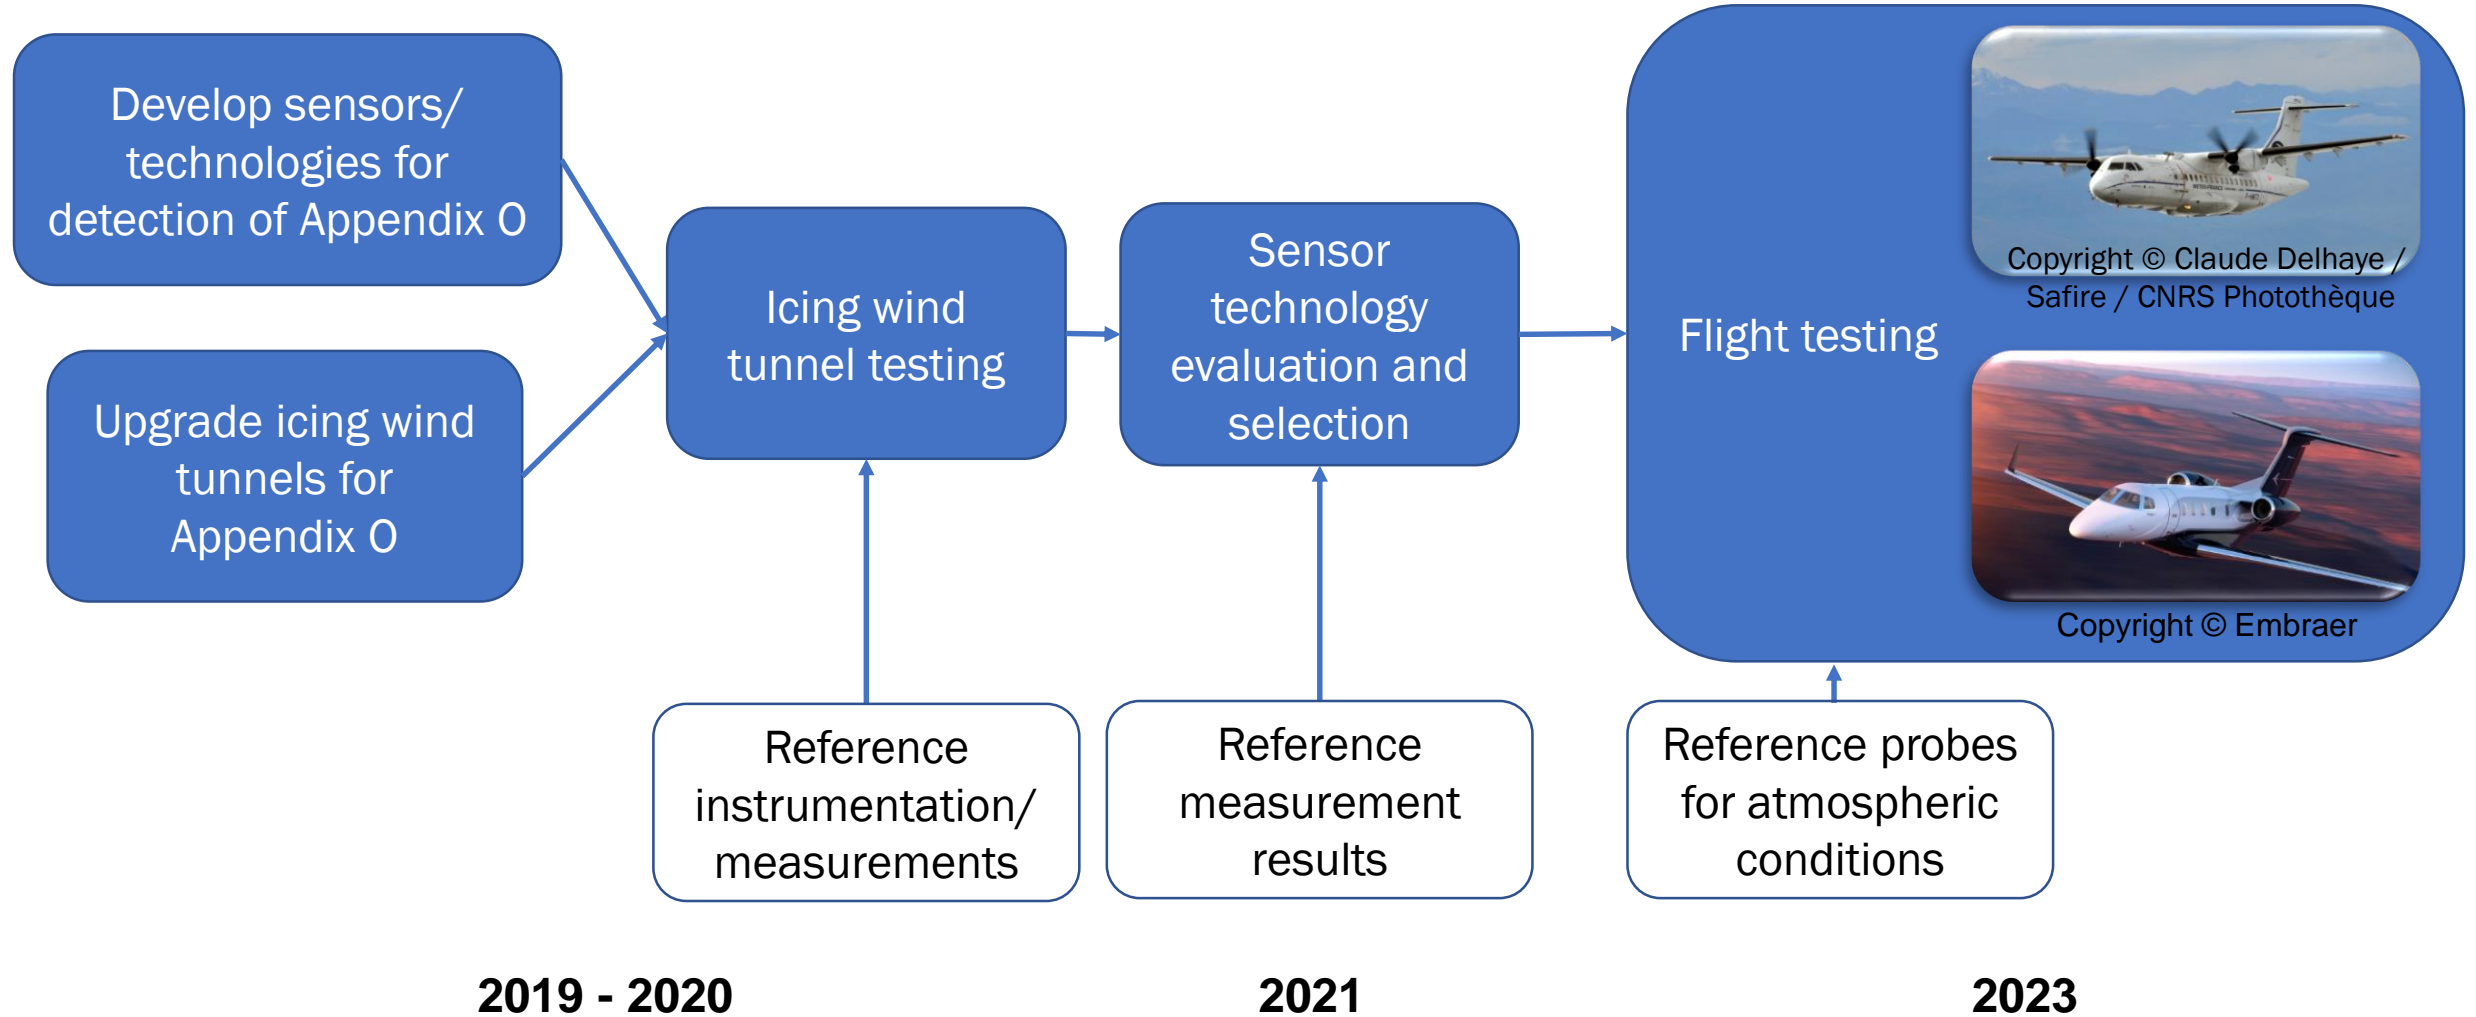 Develop sensors/
technologies for
detection of Appendix O
Upgrade icing wind
tunnels for
Appendix O
Icing wind
tunnel testing
Sensor
technology
evaluation and
selection
Flight testing
Copyright © Claude Delhaye /
Safire / CNRS Photothèque
Copyright © Embraer
Reference
instrumentation/
measurements
Reference
measurement
results
Reference probes
for atmospheric
conditions
2019 - 2020
2021
2023